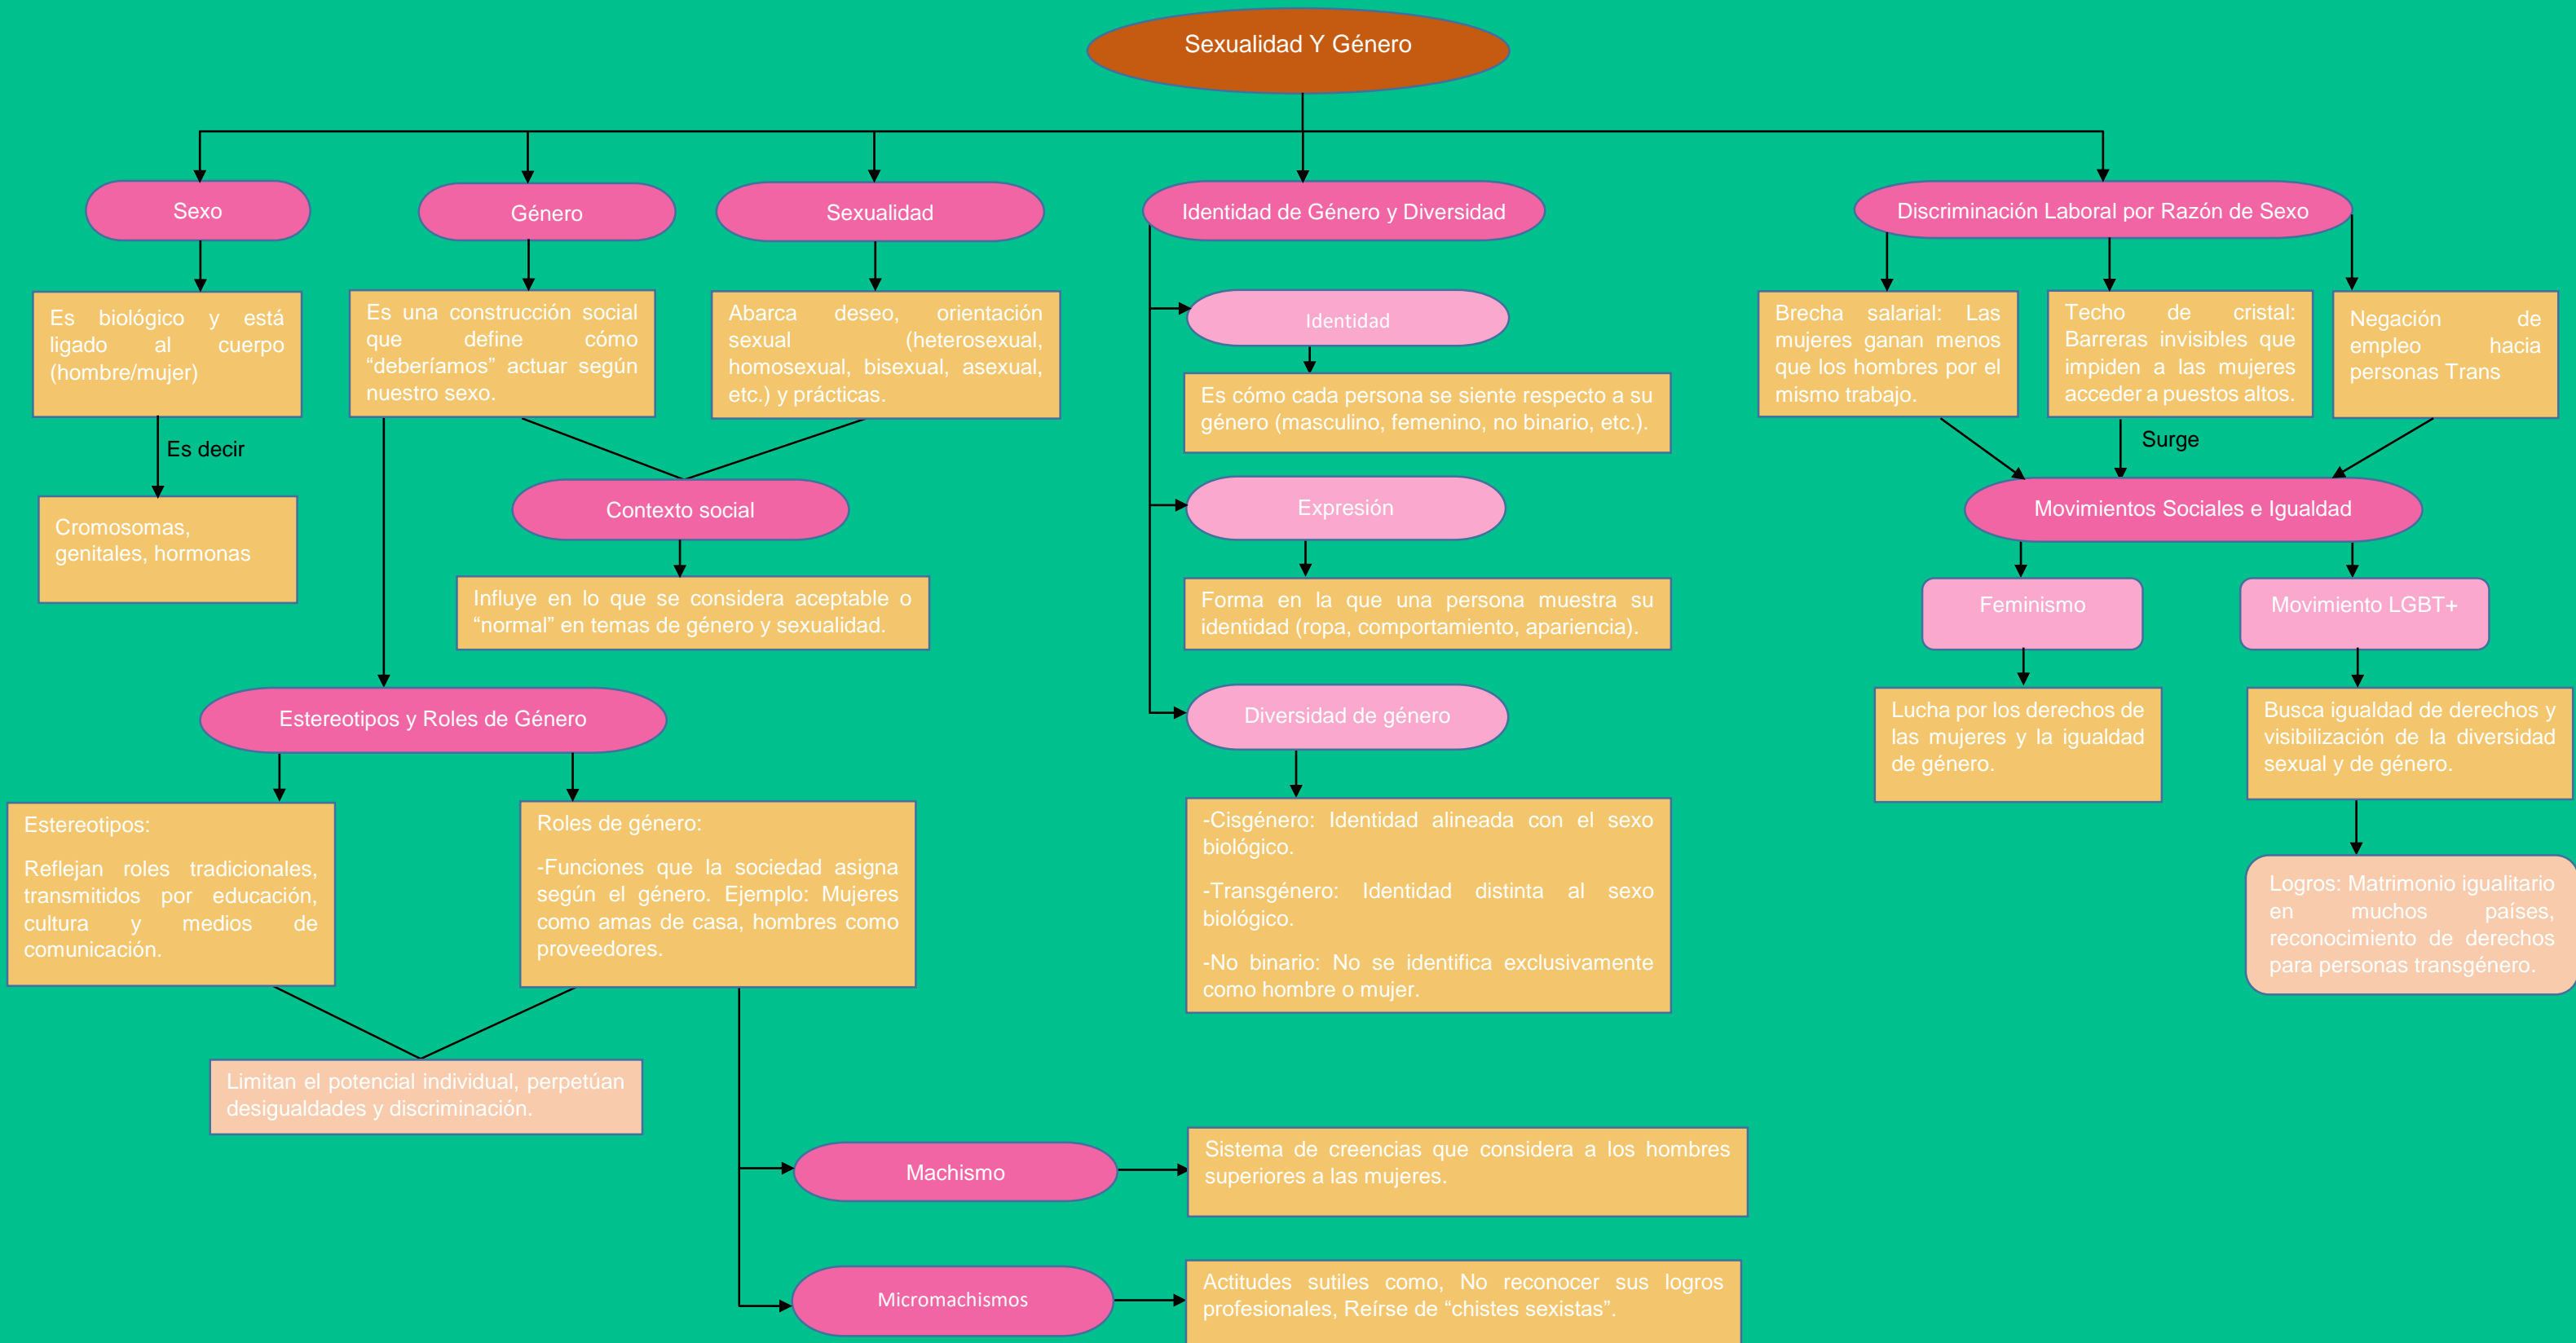 Sexualidad Y Género
Sexo
Género
Sexualidad
Identidad de Género y Diversidad
Discriminación Laboral por Razón de Sexo
Es biológico y está
ligado al cuerpo
(hombre/mujer)
Es decir
Cromosomas,
genitales, hormonas
Es una construcción social
que define cómo
“deberíamos” actuar según
nuestro sexo.
Abarca deseo, orientación
sexual (heterosexual,
homosexual, bisexual, asexual,
etc.) y prácticas.
Contexto social
Influye en lo que se considera aceptable o
“normal” en temas de género y sexualidad.
Estereotipos y Roles de Género
Estereotipos:
Reflejan roles tradicionales,
transmitidos por educación,
cultura y medios de
comunicación.
Roles de género:
-Funciones que la sociedad asigna
según el género. Ejemplo: Mujeres
como amas de casa, hombres como
proveedores.
Limitan el potencial individual, perpetúan
desigualdades y discriminación.
Machismo
Sistema de creencias que considera a los hombres
superiores a las mujeres.
Micromachismos
Actitudes sutiles como, No reconocer sus logros
profesionales, Reírse de “chistes sexistas”.
Identidad
Es cómo cada persona se siente respecto a su
género (masculino, femenino, no binario, etc.).
Expresión
Forma en la que una persona muestra su
identidad (ropa, comportamiento, apariencia).
Diversidad de género
-Cisgénero: Identidad alineada con el sexo
biológico.
-Transgénero: Identidad distinta al sexo
biológico.
-No binario: No se identifica exclusivamente
como hombre o mujer.
Brecha salarial: Las
mujeres ganan menos
que los hombres por el
mismo trabajo.
Techo de cristal:
Barreras invisibles que
impiden a las mujeres
acceder a puestos altos.
Negación de
empleo hacia
personas Trans
Surge
Movimientos Sociales e Igualdad
Feminismo
Lucha por los derechos de
las mujeres y la igualdad
de género.
Movimiento LGBT+
Busca igualdad de derechos y
visibilización de la diversidad
sexual y de género.
Logros: Matrimonio igualitario
en muchos países,
reconocimiento de derechos
para personas transgénero.